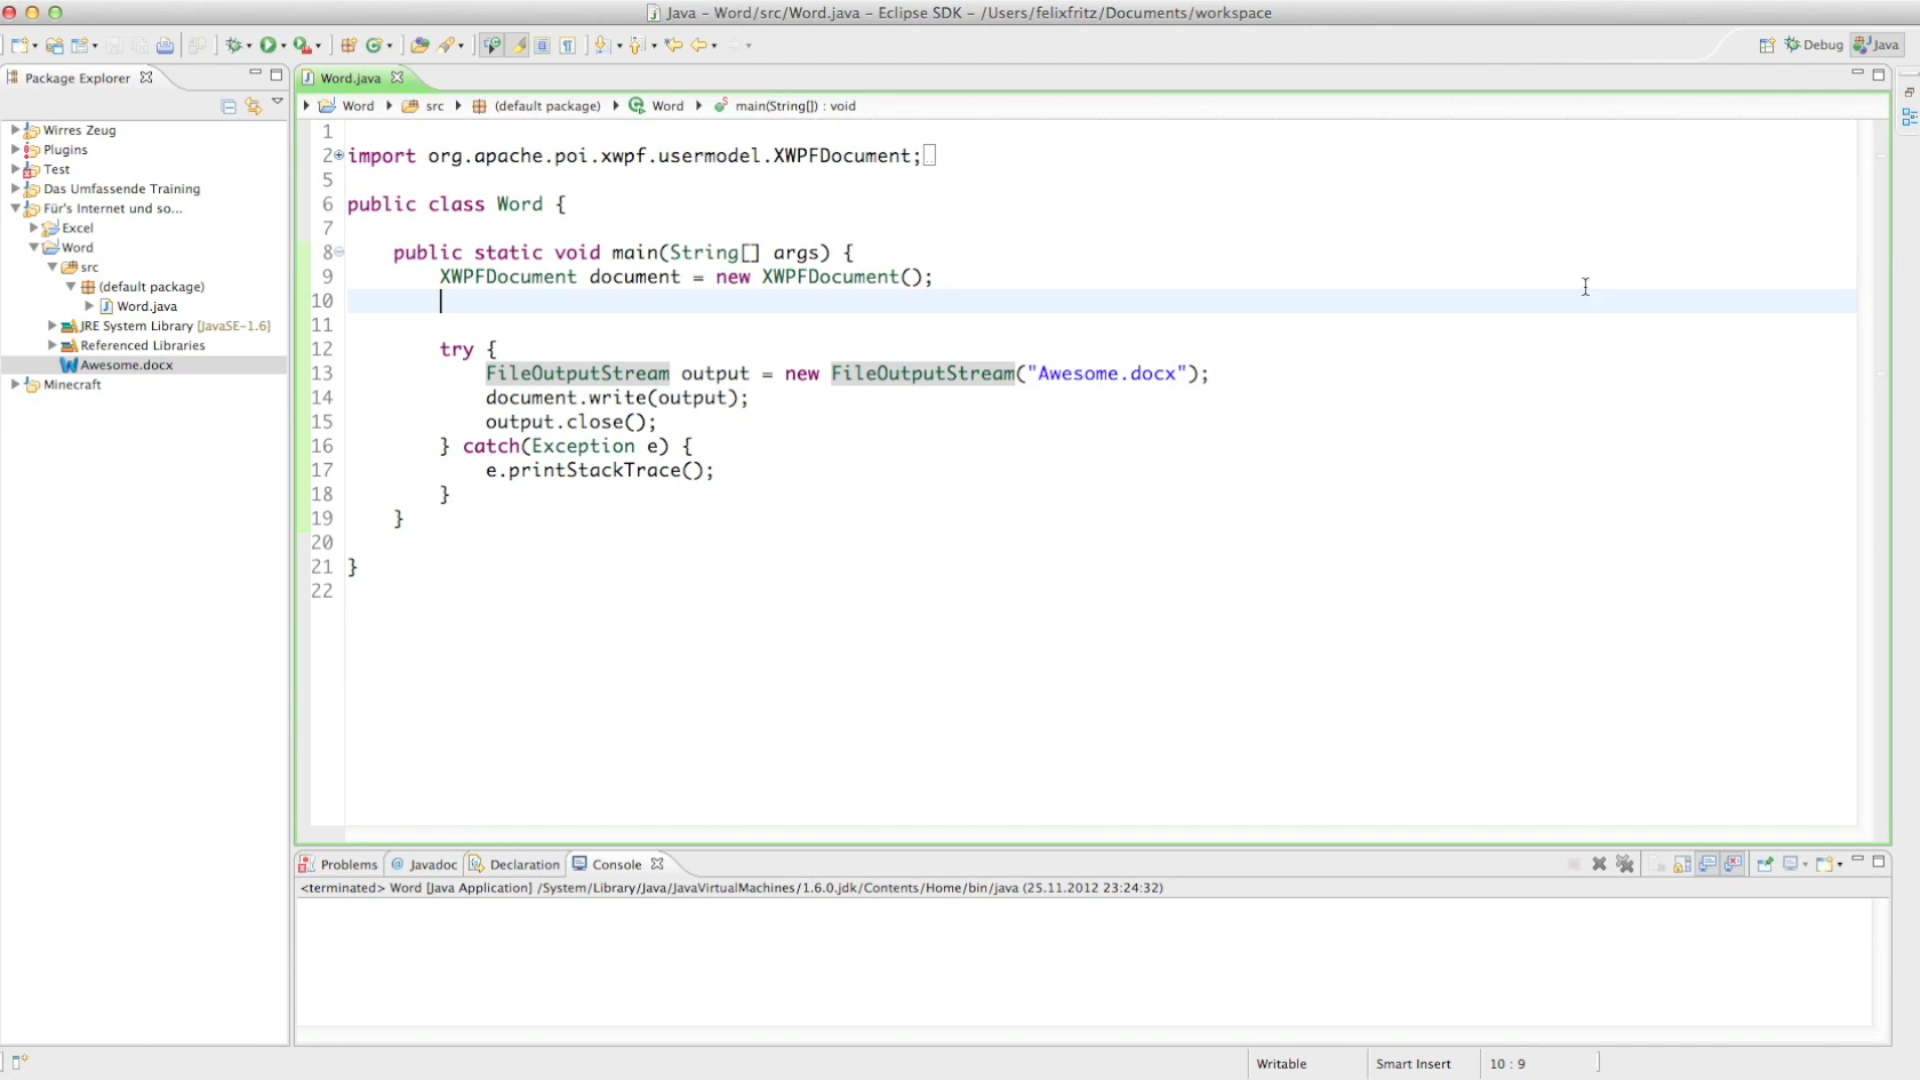 Java – Word/src/Word.java – Eclipse SDK – /Users/felixfritz/Documents/workspace
Debug
Java
Package Explorer
Wirres Zeug
Plugins
Test
Das Umfassende Training
Für's Internet und so...
Excel
Word
src
(default package)
Word.java
JRE System Library [JavaSE-1.6]
Referenced Libraries
Awesome.docx
Minecraft
Word.java
Word src (default package) Word main(String[]) : void
1
2 import org.apache.poi.xwpf.usermodel.XWPFDocument;
5
6 public class Word {
7
8 public static void main(String[] args) {
9 XWPFDocument document = new XWPFDocument();
10
11
12 try {
13 FileOutputStream output = new FileOutputStream("Awesome.docx");
14 document.write(output);
15 output.close();
16 } catch(Exception e) {
17 e.printStackTrace();
18 }
19 }
20
21 }
22
Problems @ Javadoc Declaration Console
<terminated> Word [Java Application] /System/Library/Java/JavaVirtualMachines/1.6.0.jdk/Contents/Home/bin/java (25.11.2012 23:24:32)
Writable Smart Insert 10 : 9